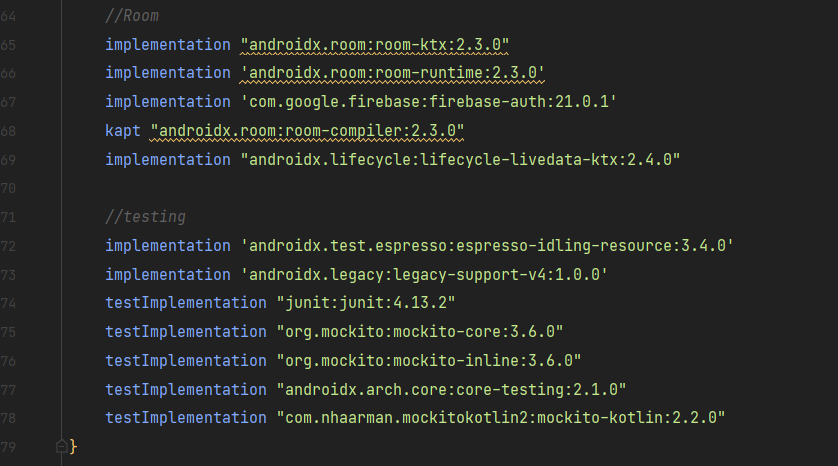 64 //Room
65 implementation "androidx.room:room-ktx:2.3.0"
66 implementation 'androidx.room:room-runtime:2.3.0'
67 implementation 'com.google.firebase:firebase-auth:21.0.1'
68 kapt "androidx.room:room-compiler:2.3.0"
69 implementation "androidx.lifecycle:lifecycle-livedata-ktx:2.4.0"
70
71 //testing
72 implementation 'androidx.test.espresso:espresso-idling-resource:3.4.0'
73 implementation 'androidx.legacy:legacy-support-v4:1.0.0'
74 testImplementation "junit:junit:4.13.2"
75 testImplementation "org.mockito:mockito-core:3.6.0"
76 testImplementation "org.mockito:mockito-inline:3.6.0"
77 testImplementation "androidx.arch.core:core-testing:2.1.0"
78 testImplementation "com.nhaarman.mockitokotlin2:mockito-kotlin:2.2.0"
79 }